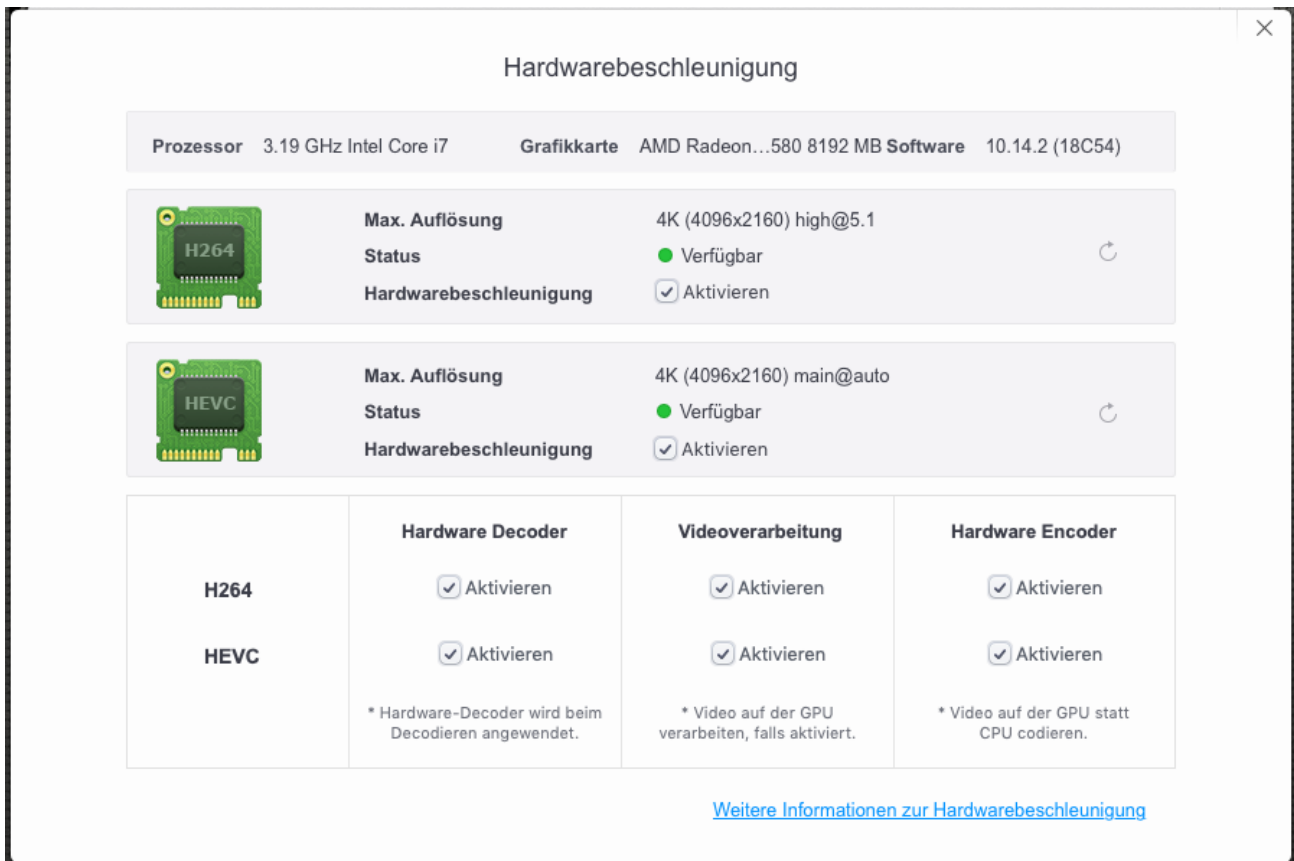 Hardwarebeschleunigung
Prozessor 3.19 GHz Intel Core i7 Grafikkarte AMD Radeon...580 8192 MB Software 10.14.2 (18C54)
H264
Max. Auflösung 4K (4096x2160) high@5.1
Status Verfügbar
Hardwarebeschleunigung Aktivieren
HEVC
Max. Auflösung 4K (4096x2160) main@auto
Status Verfügbar
Hardwarebeschleunigung Aktivieren
Hardware Decoder Videoverarbeitung Hardware Encoder
H264 Aktivieren Aktivieren Aktivieren
HEVC Aktivieren Aktivieren Aktivieren
* Hardware-Decoder wird beim Decodieren angewendet.
* Video auf der GPU verarbeiten, falls aktiviert.
* Video auf der GPU statt CPU codieren.
Weitere Informationen zur Hardwarebeschleunigung